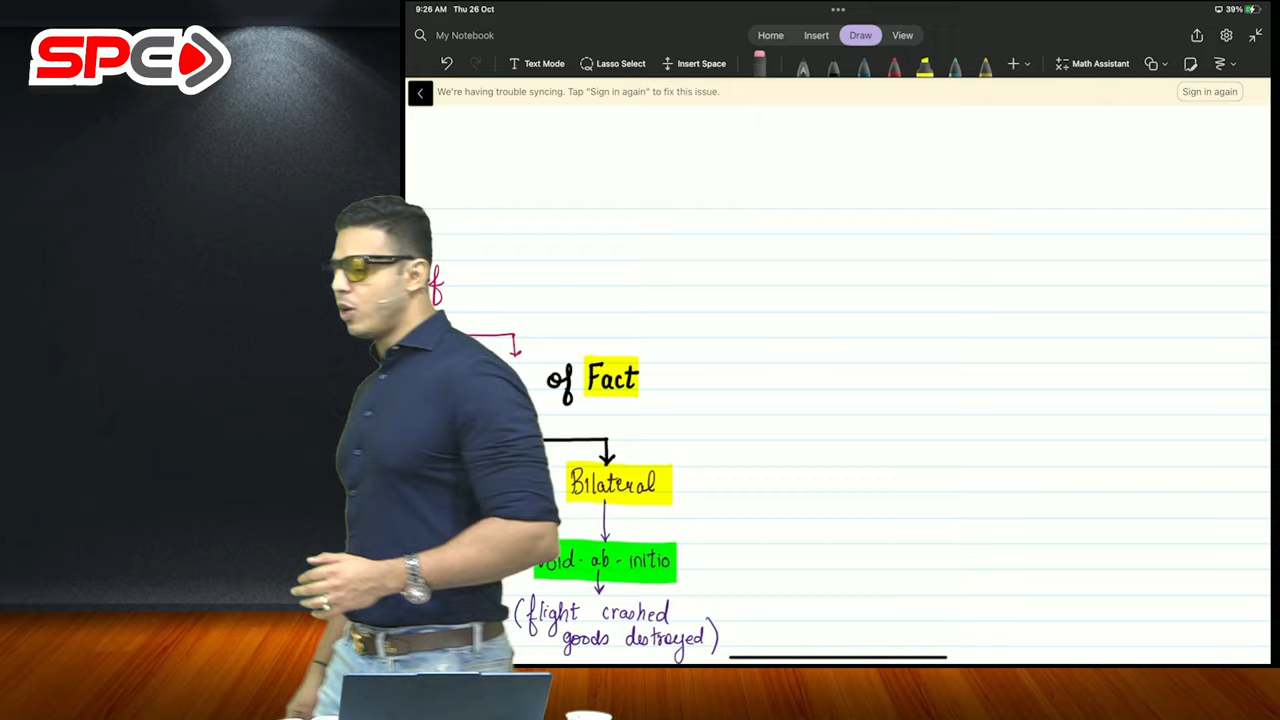 SPC
9:26 AM Thu 26 Oct
39%
My Notebook
Home Insert Draw View
Text Mode Lasso Select Insert Space Math Assistant
We're having trouble syncing. Tap "Sign in again" to fix this issue.
Sign in again
f
of Fact
Bilateral
void-ab-initio
(flight crashed
goods destroyed)